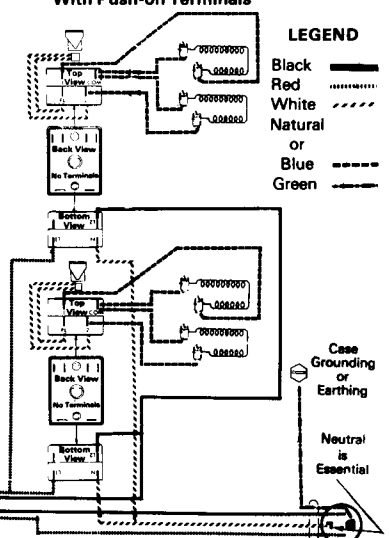 With Push-on Terminals
LEGEND
Black
Red
White
Natural
or
Blue
Green
Top
View COM
Back View
No Terminals
Bottom
View
Top
View COM
Back View
No Terminals
Bottom
View
Case
Grounding
or
Earthing
Neutral
is
Essential